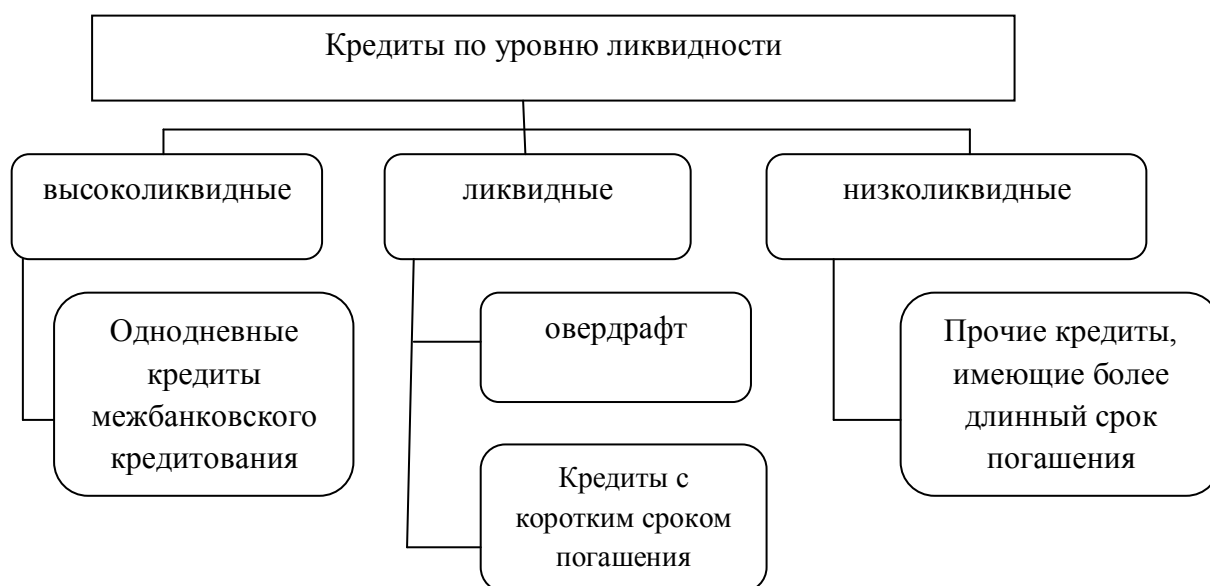 Кредиты по уровню ликвидности
высоколиквидные
ликвидные
низколиквидные
Однодневные
кредиты
межбанковского
кредитования
овердрафт
Кредиты с
коротким сроком
погашения
Прочие кредиты,
имеющие более
длинный срок
погашения